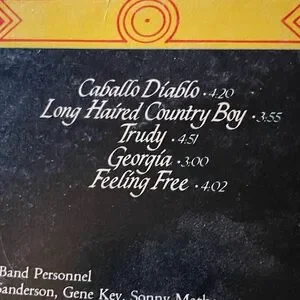 Caballo Diablo • 4:20
Long Haired Country Boy • 3:55
Trudy • 4:51
Georgia • 3:00
Feeling Free • 4:02
Band Personnel
Sanderson, Gene Key, Sonny